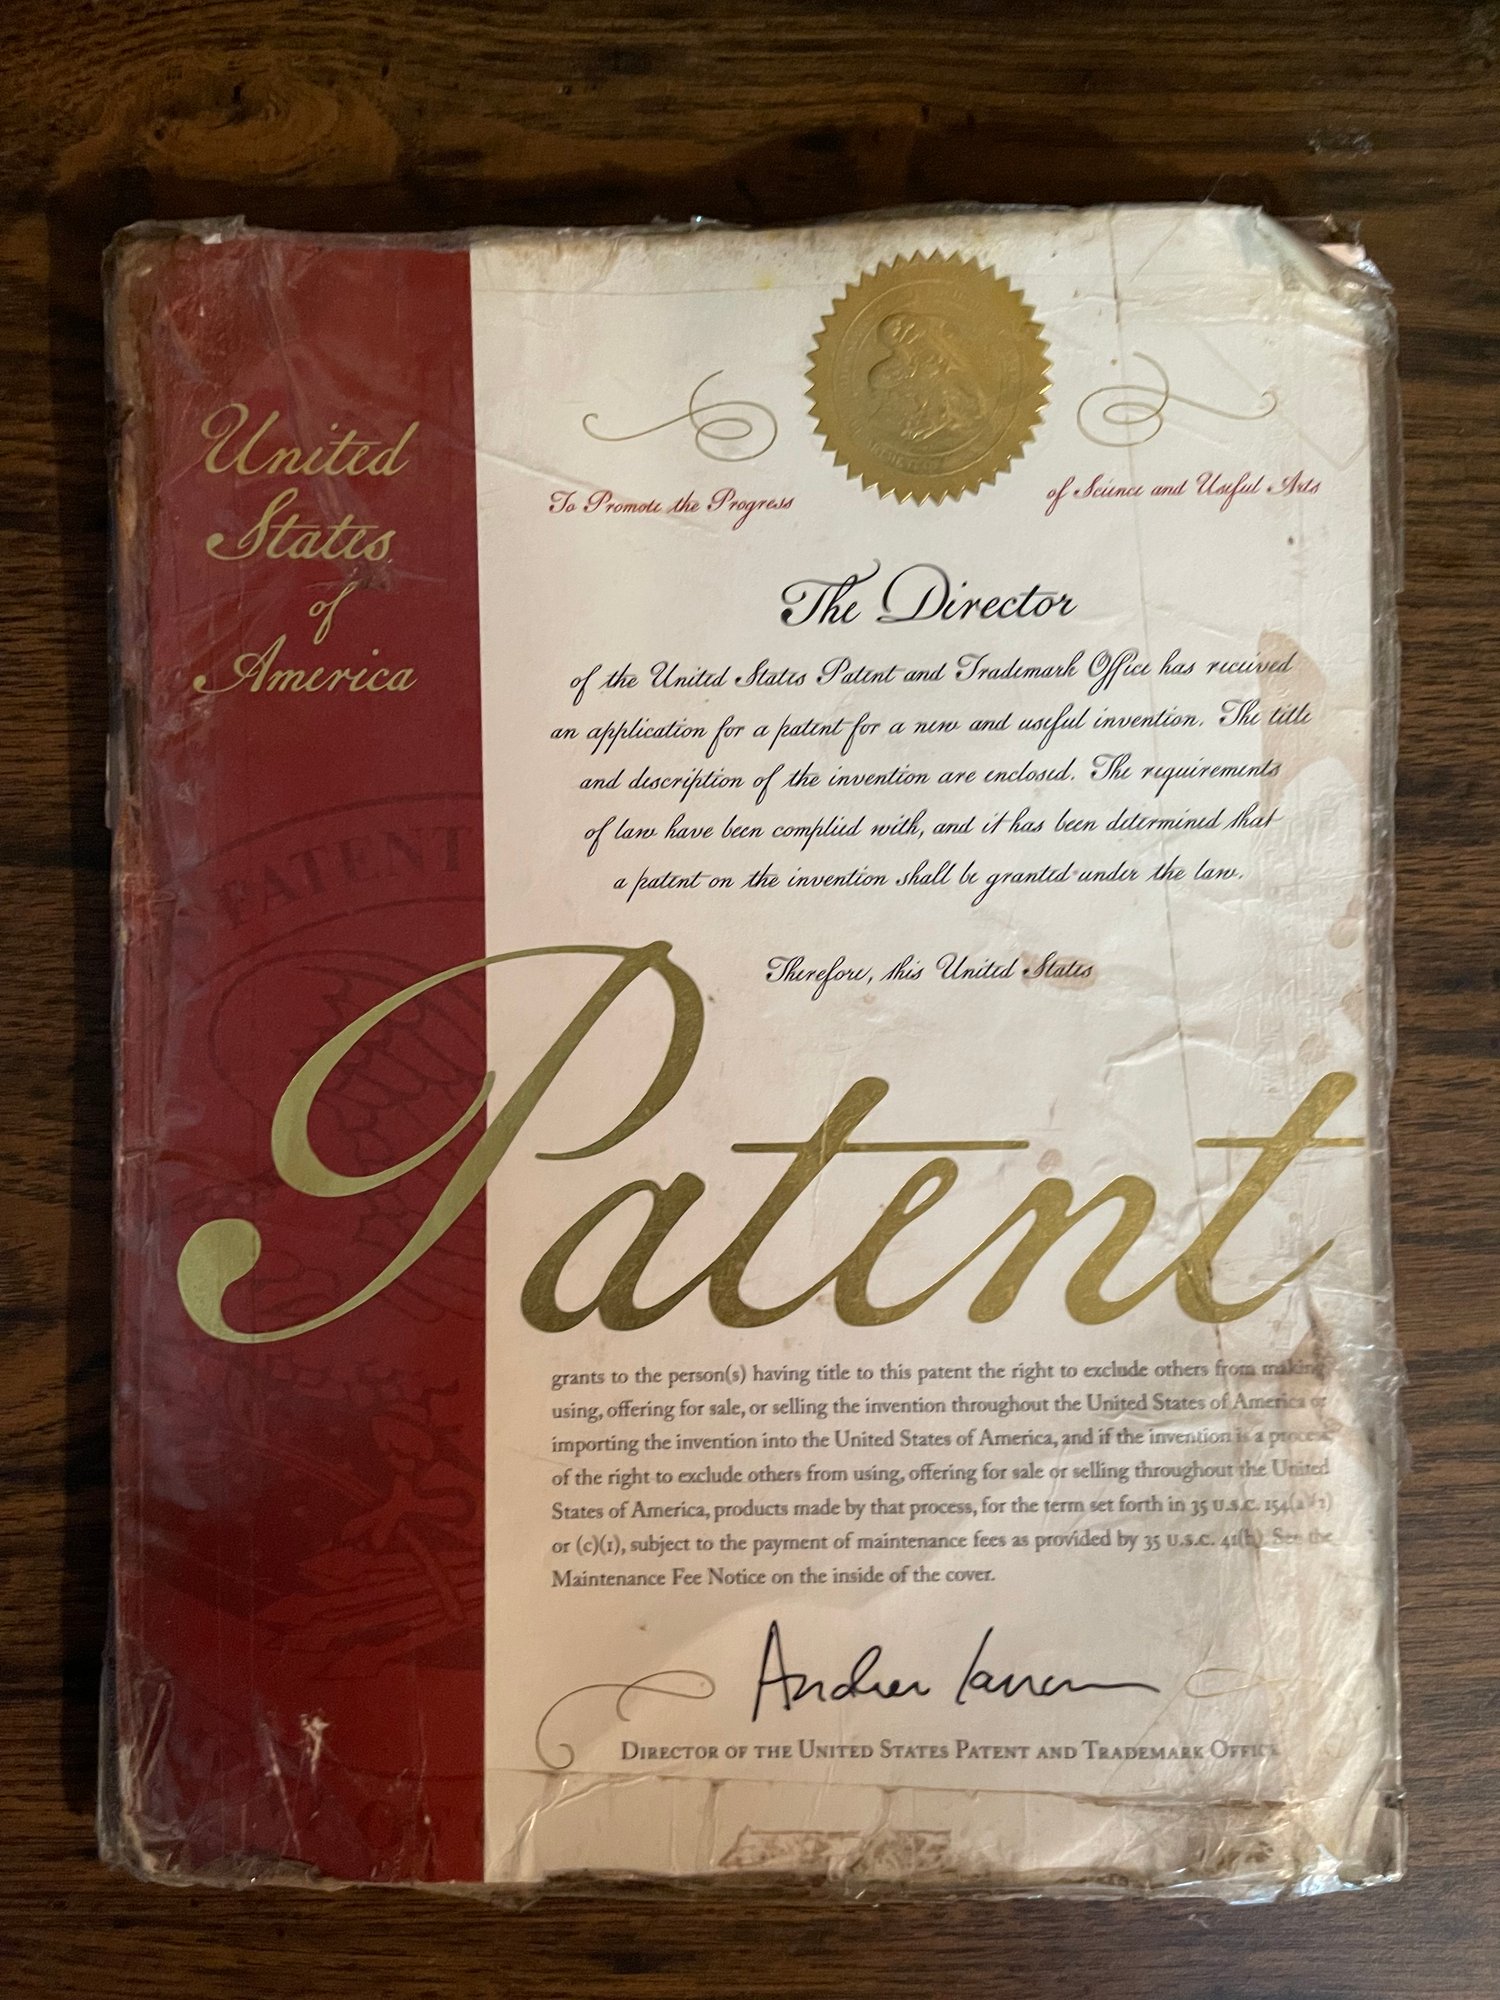 United
States
of
America
PATENT
To Promote the Progress
of Science and Useful Arts
The Director
of the United States Patent and Trademark Office has received
an application for a patent for a new and useful invention. The title
and description of the invention are enclosed. The requirements
of law have been complied with, and it has been determined that
a patent on the invention shall be granted under the law.
Therefore, this United States
Patent
grants to the person(s) having title to this patent the right to exclude others from making,
using, offering for sale, or selling the invention throughout the United States of America or
importing the invention into the United States of America, and if the invention is a process,
of the right to exclude others from using, offering for sale or selling throughout the United
States of America, products made by that process, for the term set forth in 35 U.S.C. 154(a)(2)
or (c)(1), subject to the payment of maintenance fees as provided by 35 U.S.C. 41(b). See the
Maintenance Fee Notice on the inside of the cover.
Andrei Iancu
DIRECTOR OF THE UNITED STATES PATENT AND TRADEMARK OFFICE